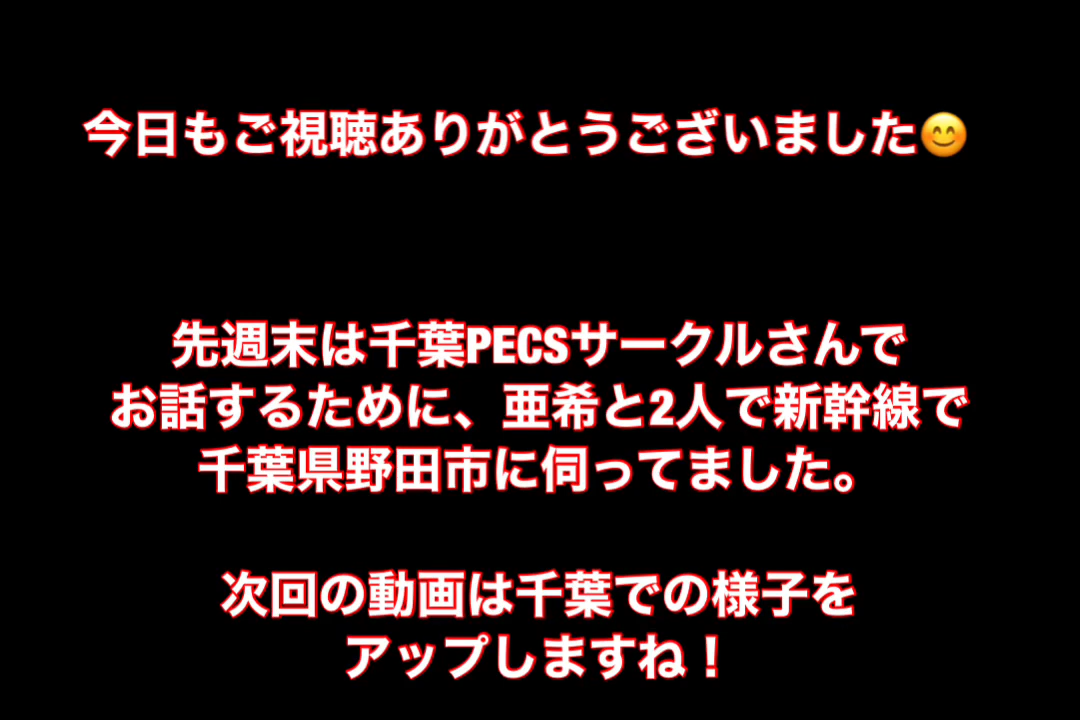 今日もご視聴ありがとうございました😊
先週末は千葉PECSサークルさんで
お話するために、亜希と2人で新幹線で
千葉県野田市に伺ってました。
次回の動画は千葉での様子を
アップしますね！